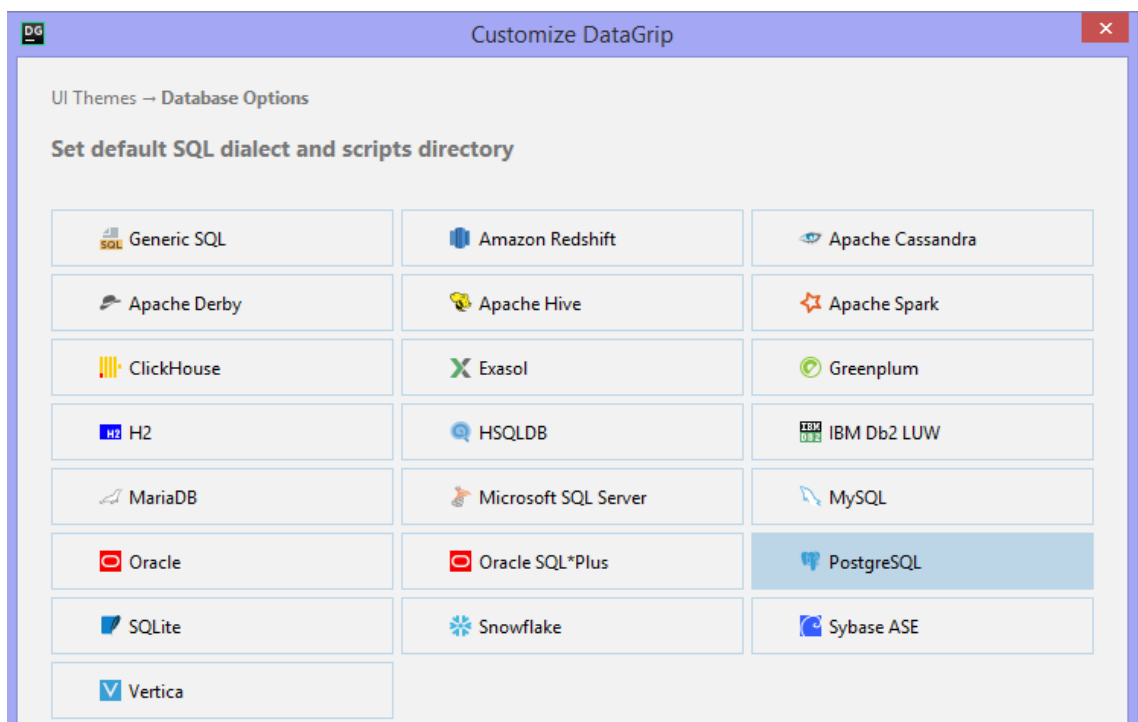 DG Customize DataGrip
UI Themes → Database Options
Set default SQL dialect and scripts directory
SQL Generic SQL Amazon Redshift Apache Cassandra
Apache Derby Apache Hive Apache Spark
ClickHouse Exasol Greenplum
H2 H2 HSQLDB IBM DB2 IBM Db2 LUW
MariaDB Microsoft SQL Server MySQL
Oracle Oracle SQL*Plus PostgreSQL
SQLite Snowflake Sybase ASE
V Vertica